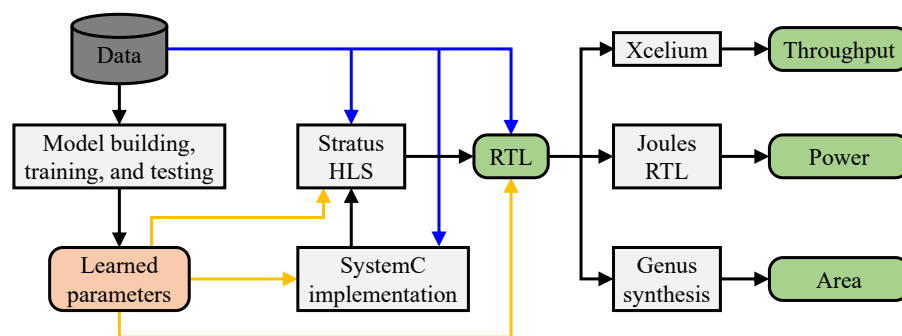 Data
Xcelium
Throughput
Model building,
training, and testing
Stratus
HLS
RTL
Joules
RTL
Power
Learned
parameters
SystemC
implementation
Genus
synthesis
Area